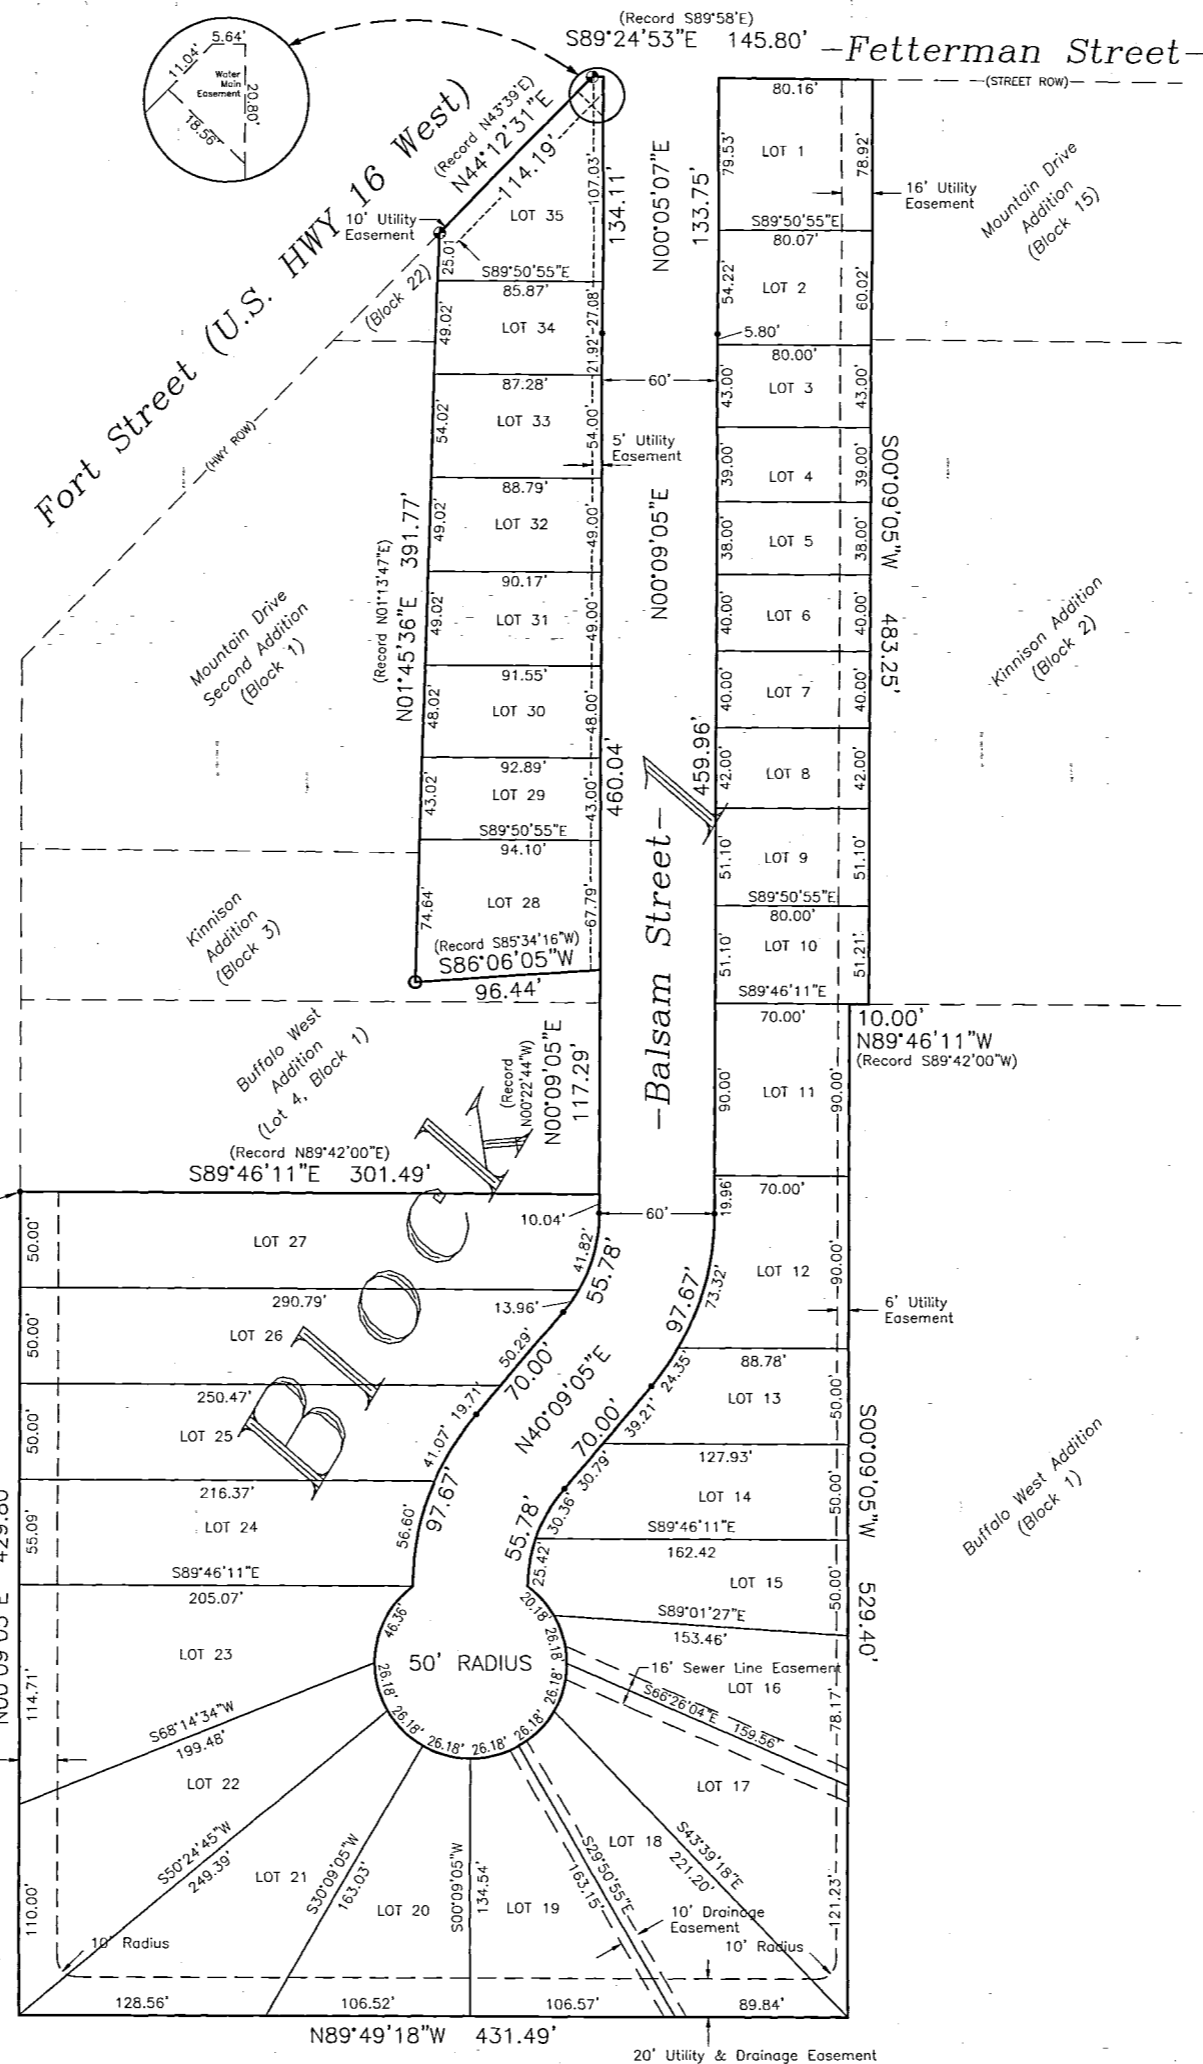 (Record S89°58'E)
S89°24'53"E 145.80'
-Fetterman Street-
(STREET ROW)
5.64'
11.04'
Water
Main
Easement
20.80'
18.56'
Fort Street (U.S. HWY 16 West)
(HWY ROW)
(Record N43°39'E)
N44°12'31"E
114.19'
107.03'
134.11'
N00°05'07"E
133.75'
80.16'
79.53'
LOT 1
78.92'
16' Utility
Easement
Mountain Drive
Addition
(Block 15)
10' Utility
Easement
LOT 35
25.01
S89°50'55"E
(Block 22)
S89°50'55"E
80.07'
54.22'
LOT 2
60.02'
5.80'
85.87'
49.02'
LOT 34
27.08'
21.92'
60'
80.00'
43.00'
LOT 3
43.00'
87.28'
54.02'
LOT 33
54.00'
5' Utility
Easement
39.00'
LOT 4
39.00'
88.79'
49.02'
LOT 32
49.00'
N00°09'05"E
38.00'
LOT 5
38.00'
S00°09'05"W 483.25'
(Record N01°13'47"E)
N01°45'36"E 391.77'
90.17'
49.02'
LOT 31
49.00'
40.00'
LOT 6
40.00'
Mountain Drive
Second Addition
(Block 1)
Kinnison Addition
(Block 2)
91.55'
48.02'
LOT 30
48.00'
40.00'
LOT 7
40.00'
460.04'
459.96'
92.89'
43.02'
LOT 29
43.00'
S89°50'55"E
42.00'
LOT 8
42.00'
94.10'
74.64'
LOT 28
67.79'
51.10'
LOT 9
51.10'
S89°50'55"E
Kinnison
Addition
(Block 3)
(Record S85°34'16"W)
S86°06'05"W
96.44'
-Balsam Street-
80.00'
51.10'
LOT 10
51.21'
S89°46'11"E
70.00'
10.00'
N89°46'11"W
(Record S89°42'00"W)
Buffalo West
Addition
(Lot 4, Block 1)
(Record
N00°22'44"W)
N00°09'05"E
117.29'
90.00'
LOT 11
90.00'
(Record N89°42'00"E)
S89°46'11"E 301.49'
BlOCK 1
70.00'
19.96'
60'
10.04'
50.00'
LOT 27
41.82'
55.78'
LOT 12
90.00'
73.32'
97.67'
6' Utility
Easement
290.79'
13.96'
50.00'
LOT 26
50.29'
70.00'
N40°09'05"E
88.78'
24.35'
LOT 13
50.00'
39.21'
70.00'
250.47'
19.71'
50.00'
LOT 25
41.07'
97.67'
127.93'
30.79'
LOT 14
50.00'
S89°46'11"E
30.36'
55.78'
S00°09'05"W 529.40'
Buffalo West Addition
(Block 1)
216.37'
55.09'
LOT 24
56.60'
S89°46'11"E
162.42
25.42'
LOT 15
50.00'
S89°01'27"E
153.46'
205.07'
LOT 23
46.36'
114.71'
N00°09'05"E 429.80'
50' RADIUS
20.18'
26.18'
26.18'
26.18'
26.18'
26.18'
26.18'
26.18'
16' Sewer Line Easement
LOT 16
S66°26'04"E 159.56'
78.17'
S68°14'34"W
199.48'
LOT 22
LOT 17
S50°24'45"W
249.39'
LOT 21
S30°09'05"W
163.03'
LOT 20
S00°09'05"W
134.54'
LOT 19
S29°50'55"E
163.15'
LOT 18
S43°39'18"E
221.20'
121.23'
110.00'
10' Radius
10' Drainage
Easement
10' Radius
128.56'
106.52'
106.57'
89.84'
N89°49'18"W 431.49'
20' Utility & Drainage Easement